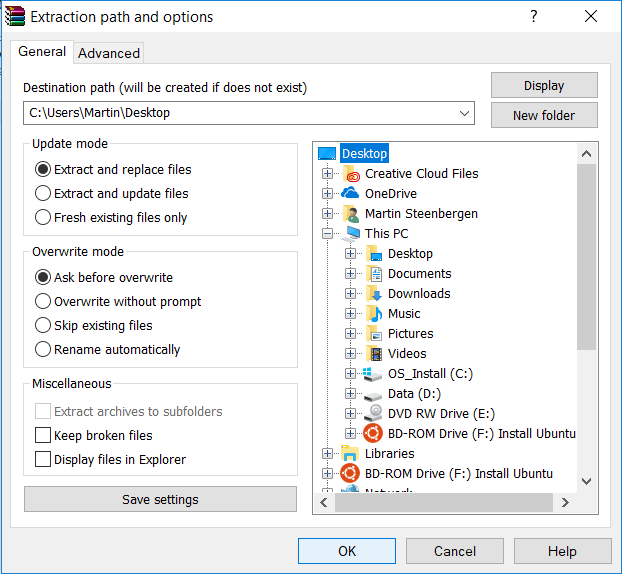 Extraction path and options
General
Advanced
Destination path (will be created if does not exist)
C:\Users\Martin\Desktop
Display
New folder
Update mode
Extract and replace files
Extract and update files
Fresh existing files only
Overwrite mode
Ask before overwrite
Overwrite without prompt
Skip existing files
Rename automatically
Miscellaneous
Extract archives to subfolders
Keep broken files
Display files in Explorer
Save settings
Desktop
Creative Cloud Files
OneDrive
Martin Steenbergen
This PC
Desktop
Documents
Downloads
Music
Pictures
Videos
OS_Install (C:)
Data (D:)
DVD RW Drive (E:)
BD-ROM Drive (F:) Install Ubuntu
Libraries
BD-ROM Drive (F:) Install Ubuntu
Network
OK
Cancel
Help